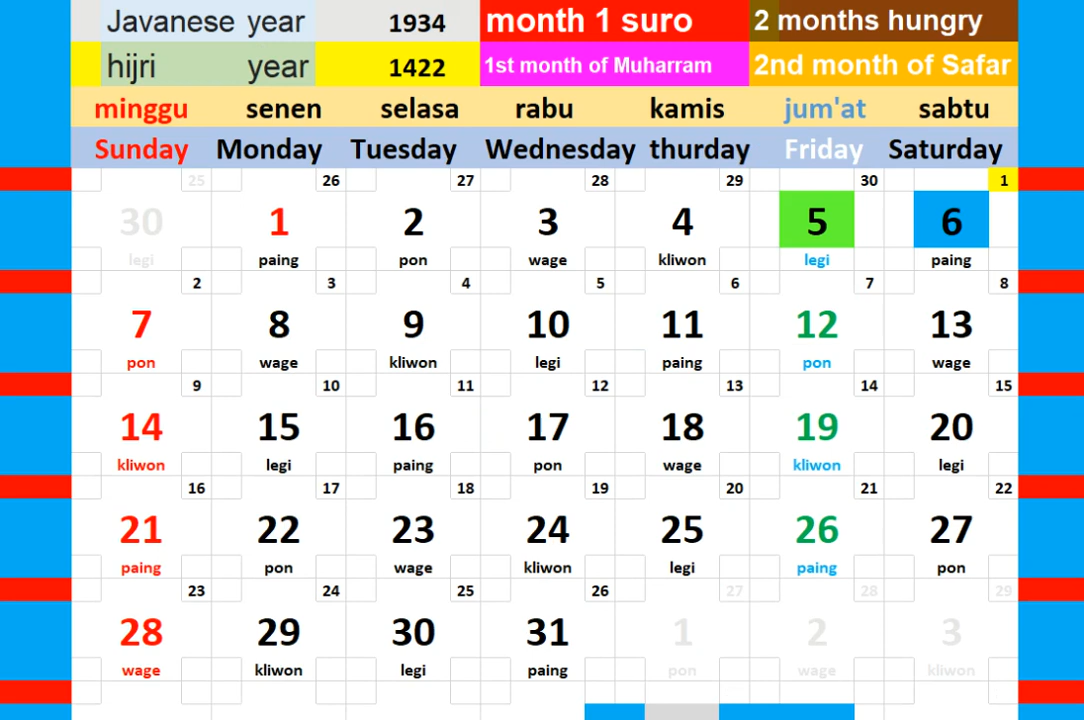 Javanese year 1934 month 1 suro 2 months hungry
hijri year 1422 1st month of Muharram 2nd month of Safar
minggu senen selasa rabu kamis jum'at sabtu
Sunday Monday Tuesday Wednesday thurday Friday Saturday
25 26 27 28 29 30 1
30 1 2 3 4 5 6
legi paing pon wage kliwon legi paing
2 3 4 5 6 7 8
7 8 9 10 11 12 13
pon wage kliwon legi paing pon wage
9 10 11 12 13 14 15
14 15 16 17 18 19 20
kliwon legi paing pon wage kliwon legi
16 17 18 19 20 21 22
21 22 23 24 25 26 27
paing pon wage kliwon legi paing pon
23 24 25 26 27 28 29
28 29 30 31 1 2 3
wage kliwon legi paing pon wage kliwon